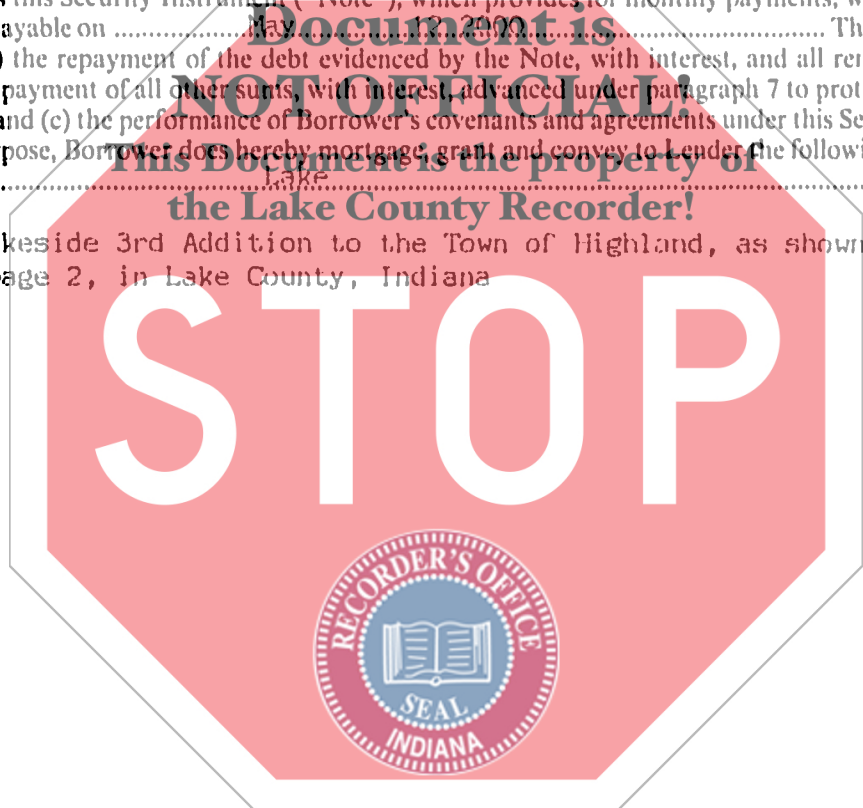 this Security Instrument ("Note"), which provides for monthly payments, w
ayable on May 12, 2000 Th
Document is
) the repayment of the debt evidenced by the Note, with interest, and all ren
payment of all other sums, with interest, advanced under paragraph 7 to prot
NOT OFFICIAL!
and (c) the performance of Borrower's covenants and agreements under this Se
pose, Borrower does hereby mortgage, grant and convey to Lender the followi
This Document is the property of
Lake
the Lake County Recorder!
keside 3rd Addition to the Town of Highland, as shown
age 2, in Lake County, Indiana
STOP
RECORDER'S OFFICE
SEAL
INDIANA